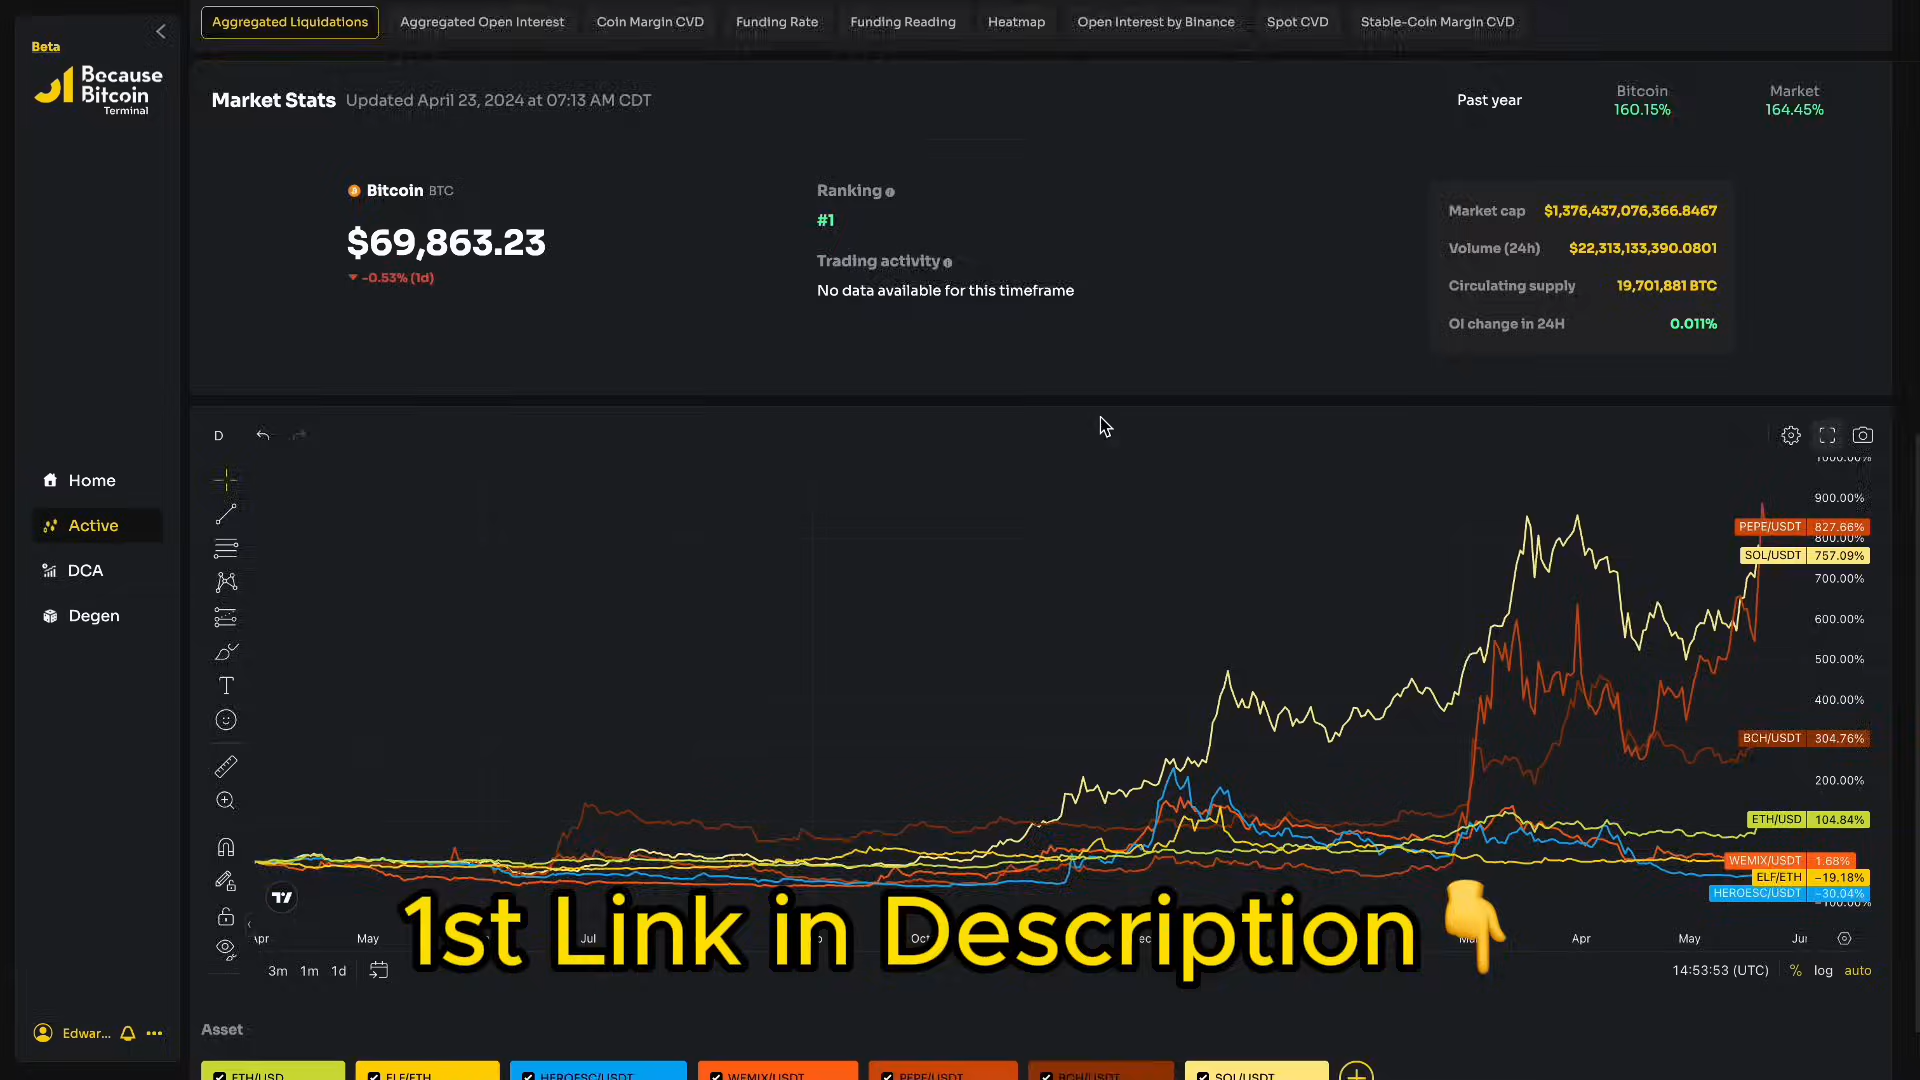 Aggregated Liquidations
Aggregated Open Interest
Coin Margin CVD
Funding Rate
Funding Reading
Heatmap
Open Interest by Binance
Spot CVD
Stable-Coin Margin CVD
Beta
Because
Bitcoin
Terminal
Market Stats Updated April 23, 2024 at 07:13 AM CDT
Past year
Bitcoin
160.15%
Market
164.45%
Bitcoin BTC
$69,863.23
-0.53% (1d)
Ranking
#1
Trading activity
No data available for this timeframe
Market cap $1,376,437,076,366.8467
Volume (24h) $22,313,133,390.0801
Circulating supply 19,701,881 BTC
OI change in 24H 0.011%
Home
Active
DCA
Degen
D
1000.00%
900.00%
PEPE/USDT 827.66%
800.00%
SOL/USDT 757.09%
700.00%
600.00%
500.00%
400.00%
BCH/USDT 304.76%
200.00%
ETH/USD 104.84%
WEMIX/USDT 1.68%
ELF/ETH −19.18%
HEROESC/USDT −30.04%
−100.00%
1st Link in Description
May
Jul
Apr
May
3m 1m 1d
14:53:53 (UTC) % log auto
Edwar...
Asset
ETH/USD
ELF/ETH
HEROESC/USDT
WEMIX/USDT
PEPE/USDT
BCH/USDT
SOL/USDT